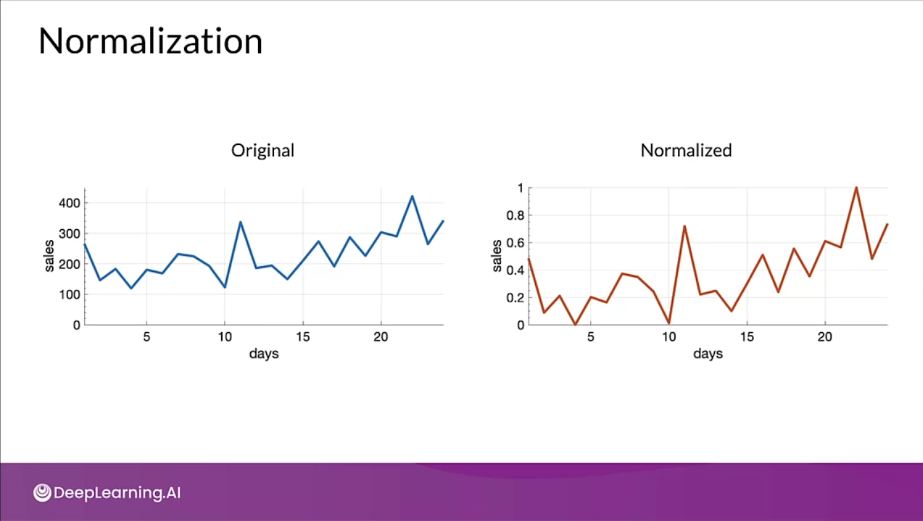 Normalization
Original
Normalized
400
300
200
100
0
sales
5
10
15
20
days
1
0.8
0.6
0.4
0.2
0
sales
5
10
15
20
days
DeepLearning.AI